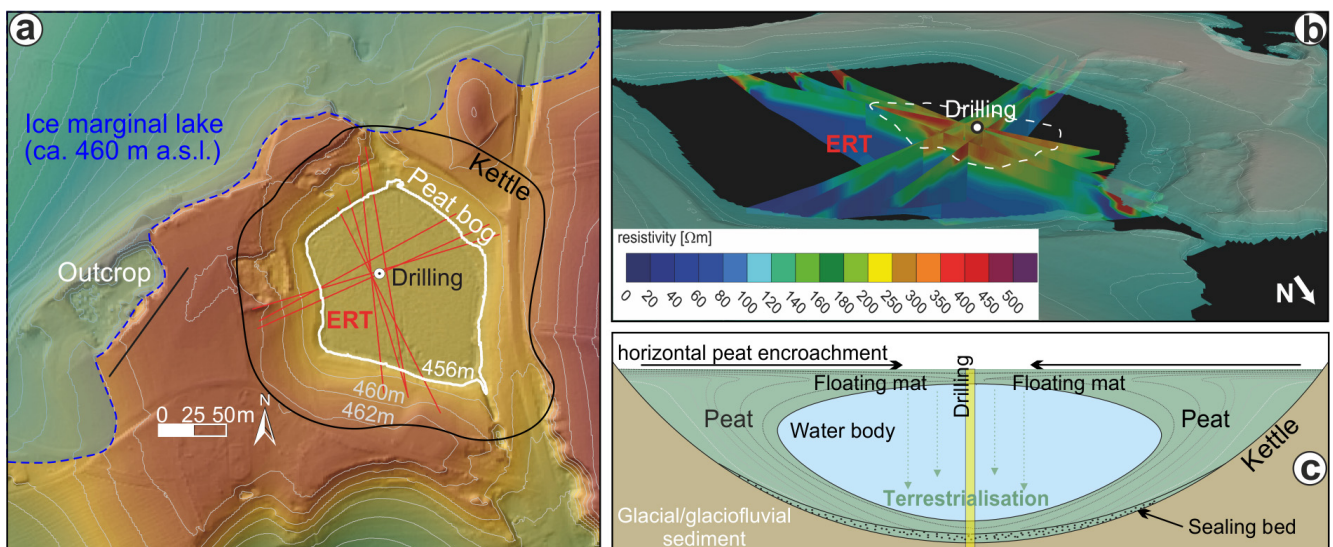 a
Ice marginal lake
(ca. 460 m a.s.l.)
Kettle
Peat bog
Outcrop
Drilling
ERT
456m
460m
462m
0 25 50m
N
b
Drilling
ERT
resistivity [Ωm]
0 20 40 60 80 100 120 140 160 180 200 250 300 350 400 450 500
N
horizontal peat encroachment
Floating mat
Drilling
Floating mat
Peat
Water body
Peat
Kettle
c
Terrestrialisation
Glacial/glaciofluvial
sediment
Sealing bed